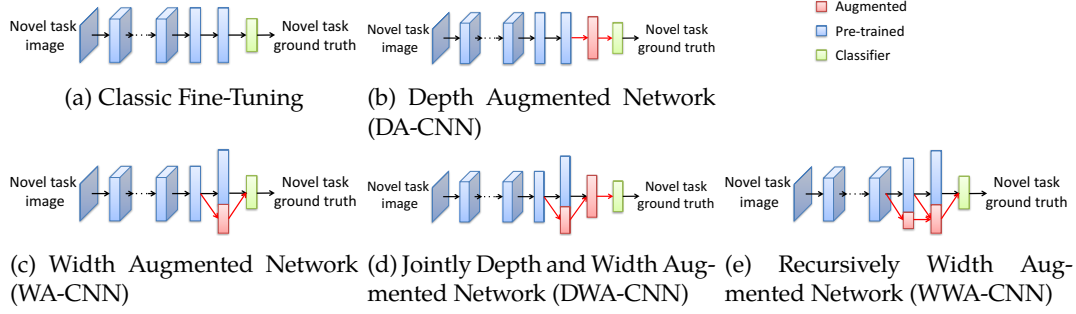 Novel task
image
Novel task
ground truth
(a) Classic Fine-Tuning
Novel task
image
Novel task
ground truth
(b) Depth Augmented Network
(DA-CNN)
Augmented
Pre-trained
Classifier
Novel task
image
Novel task
ground truth
(c) Width Augmented Network
(WA-CNN)
Novel task
image
Novel task
ground truth
(d) Jointly Depth and Width Aug-
mented Network (DWA-CNN)
Novel task
image
Novel task
ground truth
(e) Recursively Width Aug-
mented Network (WWA-CNN)